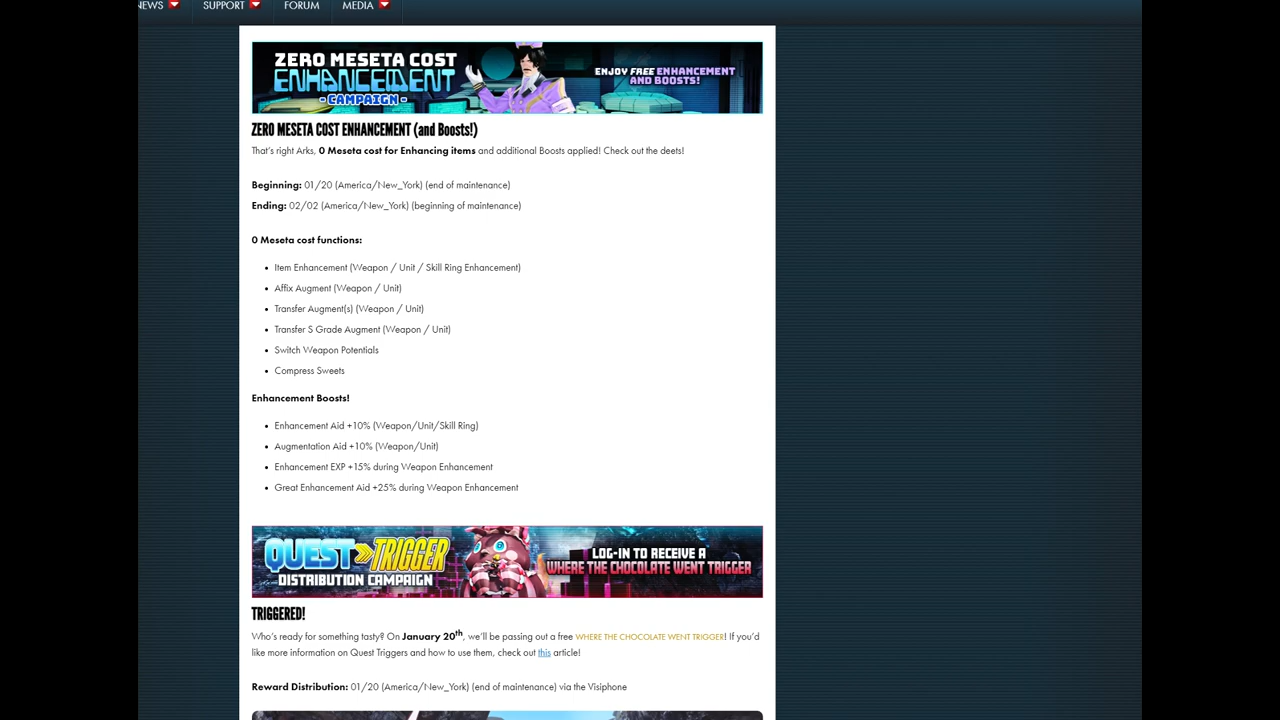 NEWS
SUPPORT
FORUM
MEDIA
ZERO MESETA COST
ENHANCEMENT
- CAMPAIGN -
ENJOY FREE ENHANCEMENT
AND BOOSTS!
ZERO MESETA COST ENHANCEMENT (and Boosts!)
That's right Arks, 0 Meseta cost for Enhancing items and additional Boosts applied! Check out the deets!
Beginning: 01/20 (America/New_York) (end of maintenance)
Ending: 02/02 (America/New_York) (beginning of maintenance)
0 Meseta cost functions:
• Item Enhancement (Weapon / Unit / Skill Ring Enhancement)
• Affix Augment (Weapon / Unit)
• Transfer Augment(s) (Weapon / Unit)
• Transfer S Grade Augment (Weapon / Unit)
• Switch Weapon Potentials
• Compress Sweets
Enhancement Boosts!
• Enhancement Aid +10% (Weapon/Unit/Skill Ring)
• Augmentation Aid +10% (Weapon/Unit)
• Enhancement EXP +15% during Weapon Enhancement
• Great Enhancement Aid +25% during Weapon Enhancement
QUEST TRIGGER
DISTRIBUTION CAMPAIGN
LOG-IN TO RECEIVE A
WHERE THE CHOCOLATE WENT TRIGGER
TRIGGERED!
Who's ready for something tasty? On January 20th, we'll be passing out a free WHERE THE CHOCOLATE WENT TRIGGER! If you'd
like more information on Quest Triggers and how to use them, check out this article!
Reward Distribution: 01/20 (America/New_York) (end of maintenance) via the Visiphone